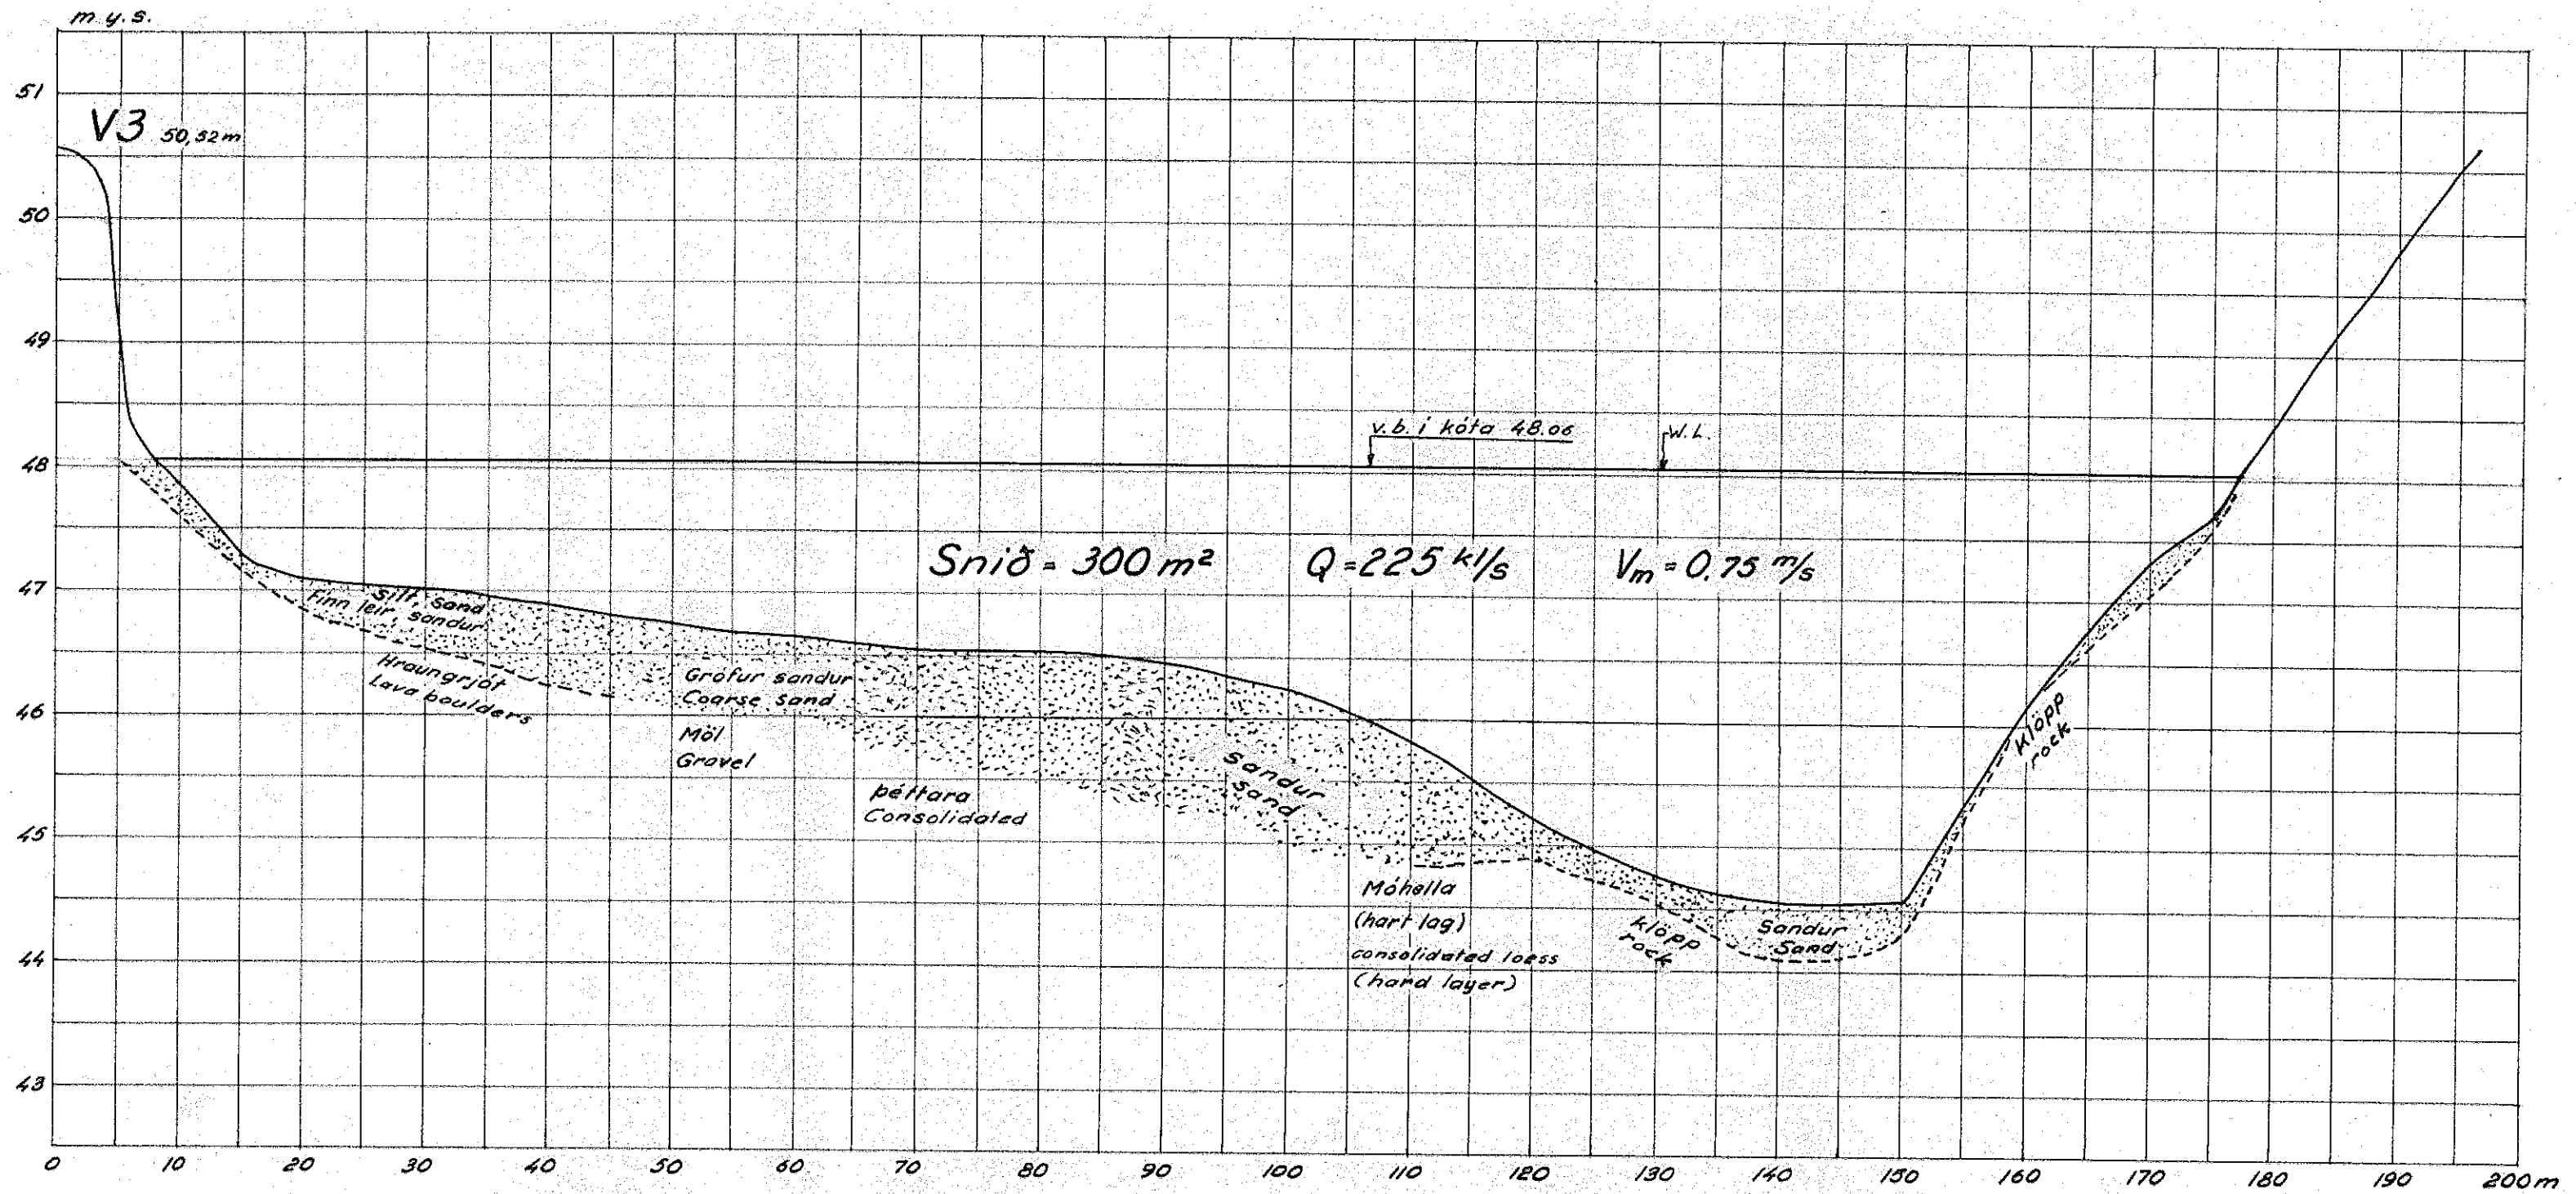 m y.s.
51
V3 50,52m
50
49
v.b. í kóta 48.06
W.L.
48
Snið = 300 m² Q = 225 kl/s Vm = 0,75 m/s
47
Silt, sand
Finn leir, sandur
Hraungrjót
Lava boulders
Grófur sandur
Coarse sand
46
Möl
Gravel
Sandur
Sand
klöpp
rock
þéttara
Consolidated
45
Móhella
(hart lag)
consolidated loess
(hard layer)
klöpp
rock
Sandur
Sand
44
43
0 10 20 30 40 50 60 70 80 90 100 110 120 130 140 150 160 170 180 190 200 m